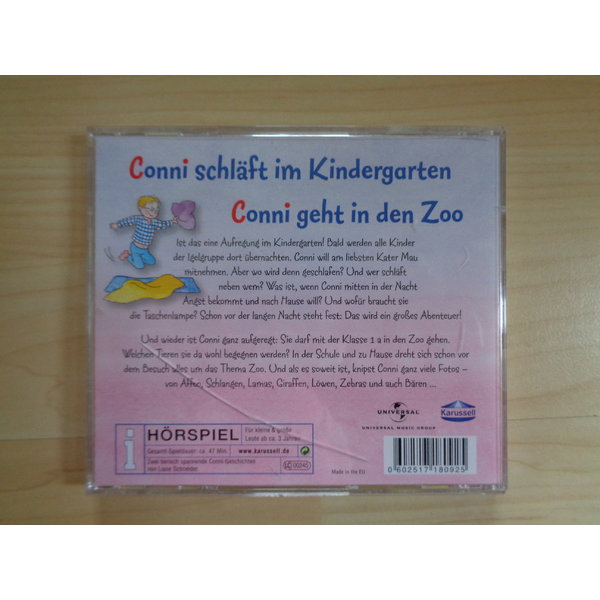 Conni schläft im Kindergarten
Conni geht in den Zoo
Ist das eine Aufregung im Kindergarten! Bald werden alle Kinder
der Igelgruppe dort übernachten. Conni will am liebsten Kater Mau
mitnehmen. Aber wo wird denn geschlafen? Und wer schläft
neben wem? Was ist, wenn Conni mitten in der Nacht
Angst bekommt und nach Hause will? Und wofür braucht sie
die Taschenlampe? Schon vor der langen Nacht steht fest: Das wird ein großes Abenteuer!
Und wieder ist Conni ganz aufgeregt: Sie darf mit der Klasse 1 a in den Zoo gehen.
Welchen Tieren sie da wohl begegnen werden? In der Schule und zu Hause dreht sich schon vor
dem Besuch alles um das Thema Zoo. Und als es soweit ist, knipst Conni ganz viele Fotos –
von Affen, Schlangen, Lamas, Giraffen, Löwen, Zebras und auch Bären ...
UNIVERSAL
UNIVERSAL MUSIC GROUP
Karussell
i
HÖRSPIEL
Für kleine & große
Leute ab ca. 3 Jahren
Gesamt-Spieldauer: ca. 47 Min.
www.karussell.de
Zwei tierisch spannende Conni-Geschichten
von Liane Schneider
LC 00345
Made in the EU
0 602517 180925